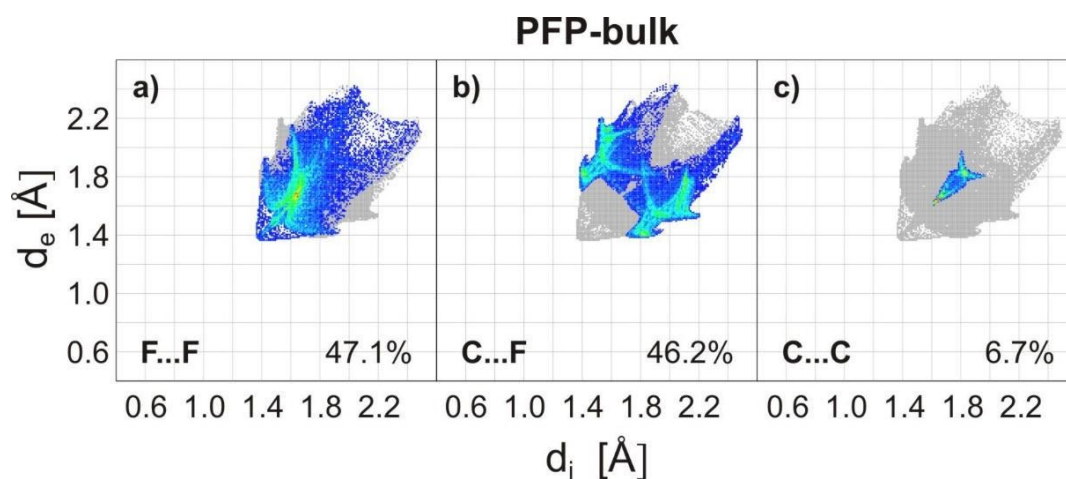 PFP-bulk
a) b) c)
d_e [Å]
2.2
1.8
1.4
1.0
0.6
F...F 47.1% C...F 46.2% C...C 6.7%
0.6 1.0 1.4 1.8 2.2 0.6 1.0 1.4 1.8 2.2 0.6 1.0 1.4 1.8 2.2
d_i [Å]